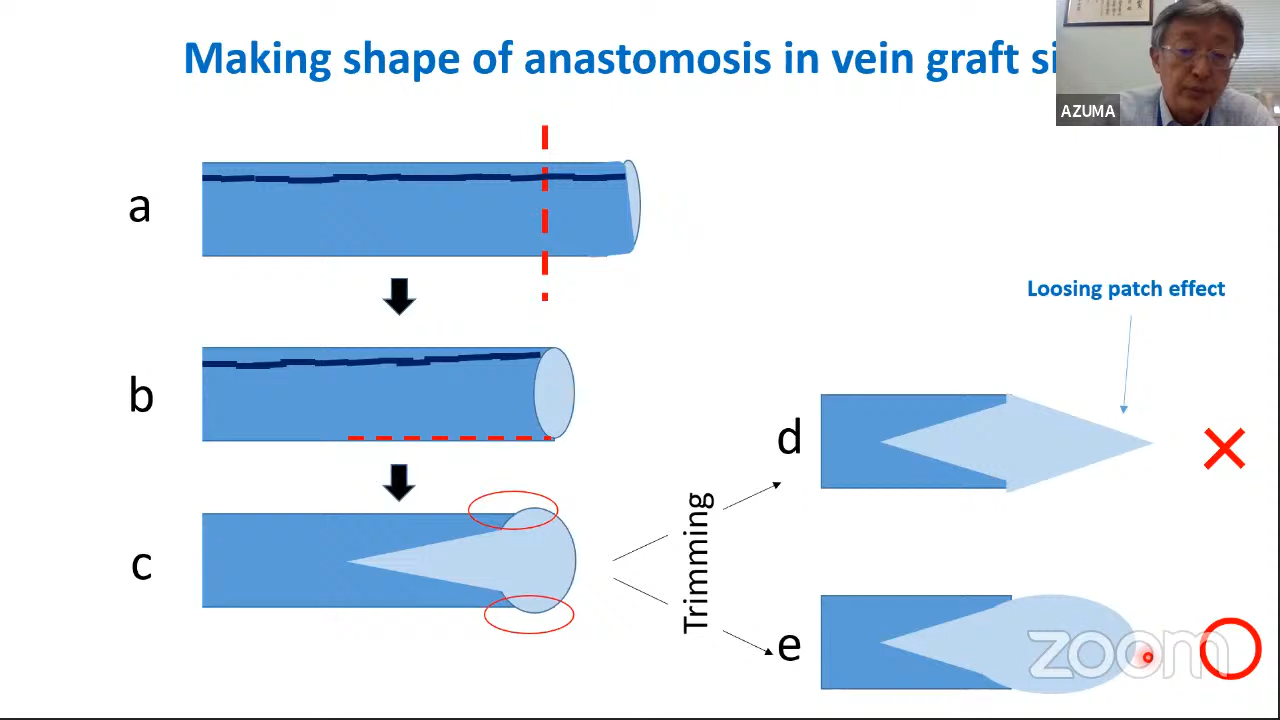 Making shape of anastomosis in vein graft si
AZUMA
a
Loosing patch effect
b
d
Trimming
c
e
zoom